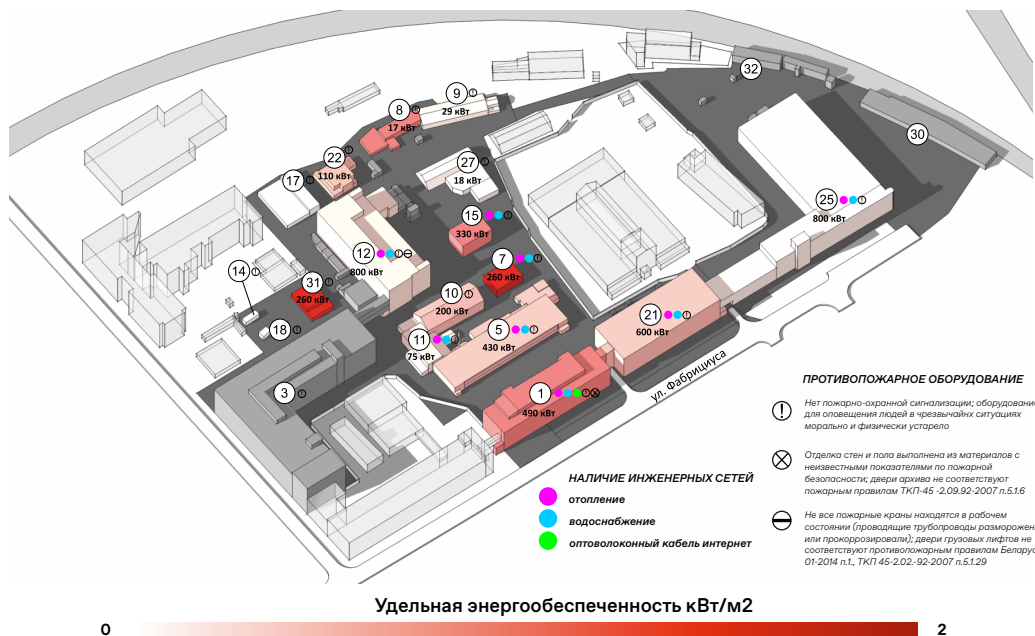 32
9
29 кВт
8
17 кВт
30
22
110 кВт
27
18 кВт
17
25
800 кВт
15
330 кВт
12
800 кВт
7
260 кВт
14
31
260 кВт
10
200 кВт
21
600 кВт
18
11
75 кВт
5
430 кВт
3
1
490 кВт
ул. Фабрициуса
ПРОТИВОПОЖАРНОЕ ОБОРУДОВАНИЕ
Нет пожарно-охранной сигнализации; оборудование
для оповещения людей в чрезвычайнх ситуациях
морально и физически устарело
Отделка стен и пола выполнена из материалов с
неизвестными показателями по пожарной
безопасности; двери архива не соответствуют
пожарным правилам ТКП-45 -2.09.92-2007 п.5.1.6
Не все пожарные краны находятся в рабочем
состоянии (проводящие трубопроводы разморожен
или прокоррозировали); двери грузовых лифтов не
соответствуют противопожарным правилам Беларус
01-2014 п.1., ТКП 45-2.02.-92-2007 п.5.1.29
НАЛИЧИЕ ИНЖЕНЕРНЫХ СЕТЕЙ
отопление
водоснабжение
оптоволоконный кабель интернет
Удельная энергообеспеченность кВт/м2
0
2